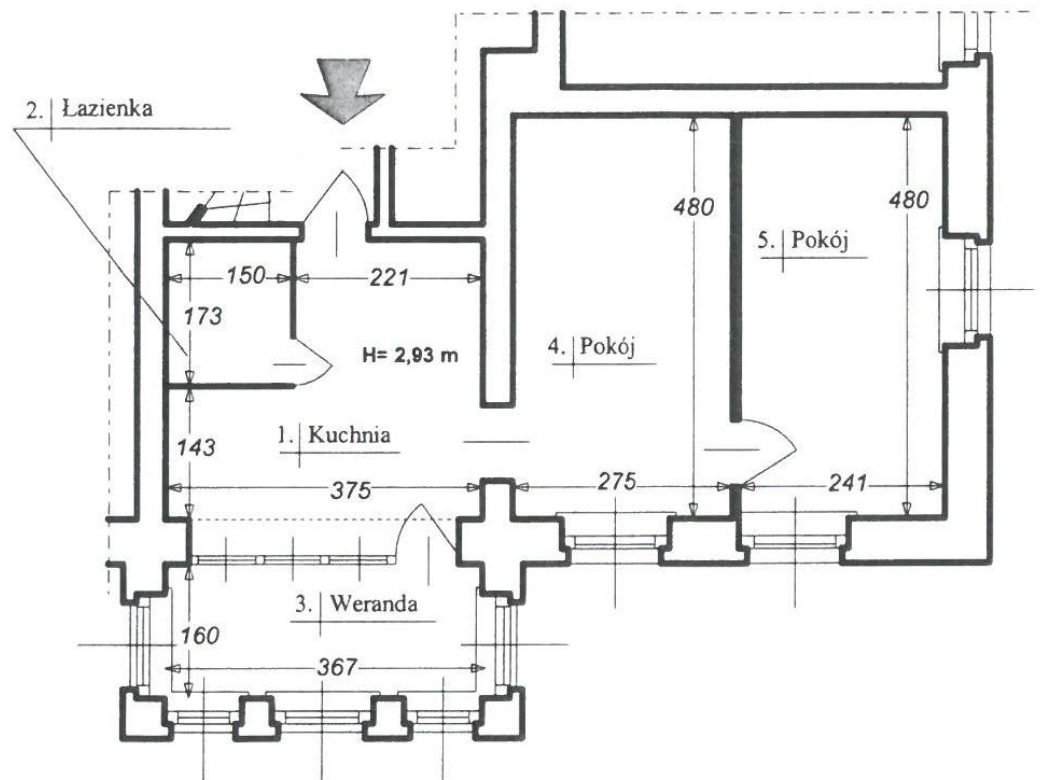 2. Łazienka
480
480
5. Pokój
150
221
173
H= 2,93 m
4. Pokój
1. Kuchnia
143
375
275
241
3. Weranda
160
367